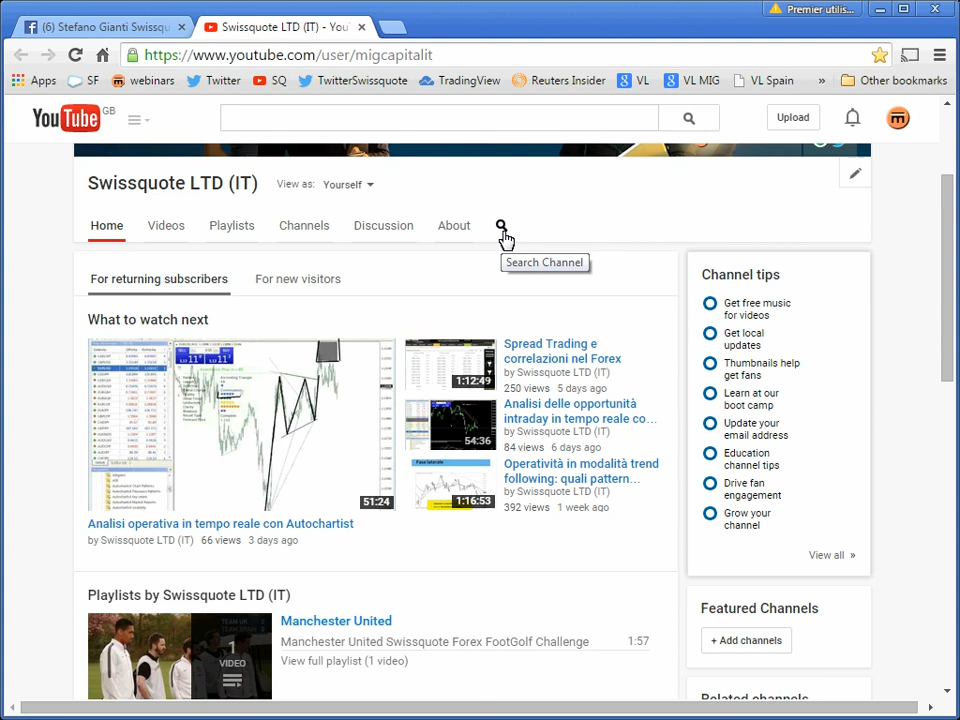 Premier utilis...
(6) Stefano Gianti Swissqu
Swissquote LTD (IT) - You
https://www.youtube.com/user/migcapitalit
Apps
SF
webinars
Twitter
SQ
TwitterSwissquote
TradingView
Reuters Insider
VL
VL MIG
VL Spain
»
Other bookmarks
YouTube GB
Upload
Swissquote LTD (IT)
View as: Yourself
Home
Videos
Playlists
Channels
Discussion
About
Search Channel
For returning subscribers
For new visitors
What to watch next
51:24
Analisi operativa in tempo reale con Autochartist
by Swissquote LTD (IT) 66 views 3 days ago
1:12:49
Spread Trading e
correlazioni nel Forex
by Swissquote LTD (IT)
250 views 5 days ago
54:36
Analisi delle opportunità
intraday in tempo reale co...
by Swissquote LTD (IT)
84 views 6 days ago
Fase laterale
1:16:53
Operatività in modalità trend
following: quali pattern...
by Swissquote LTD (IT)
392 views 1 week ago
Playlists by Swissquote LTD (IT)
1
VIDEO
Manchester United
Manchester United Swissquote Forex FootGolf Challenge
1:57
View full playlist (1 video)
Channel tips
Get free music
for videos
Get local
updates
Thumbnails help
get fans
Learn at our
boot camp
Update your
email address
Education
channel tips
Drive fan
engagement
Grow your
channel
View all »
Featured Channels
+ Add channels
Related channels